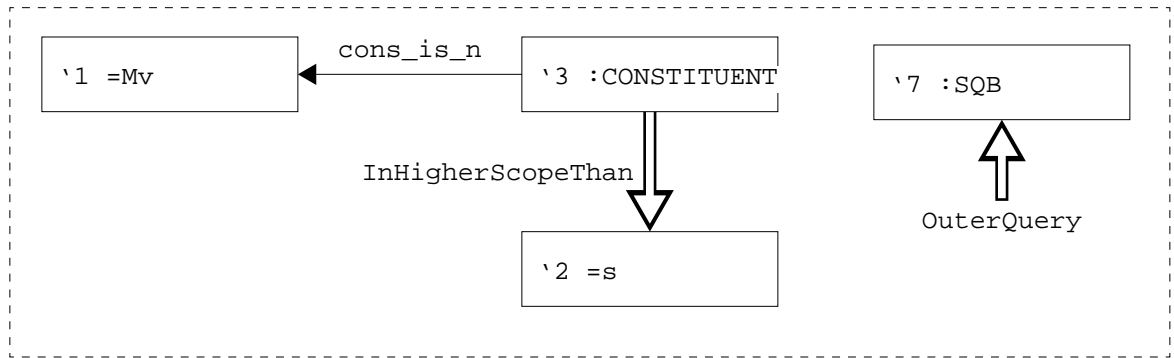 cons_is_n
‘1 =Mv
‘3 :CONSTITUENT
‘7 :SQB
InHigherScopeThan
OuterQuery
‘2 =s